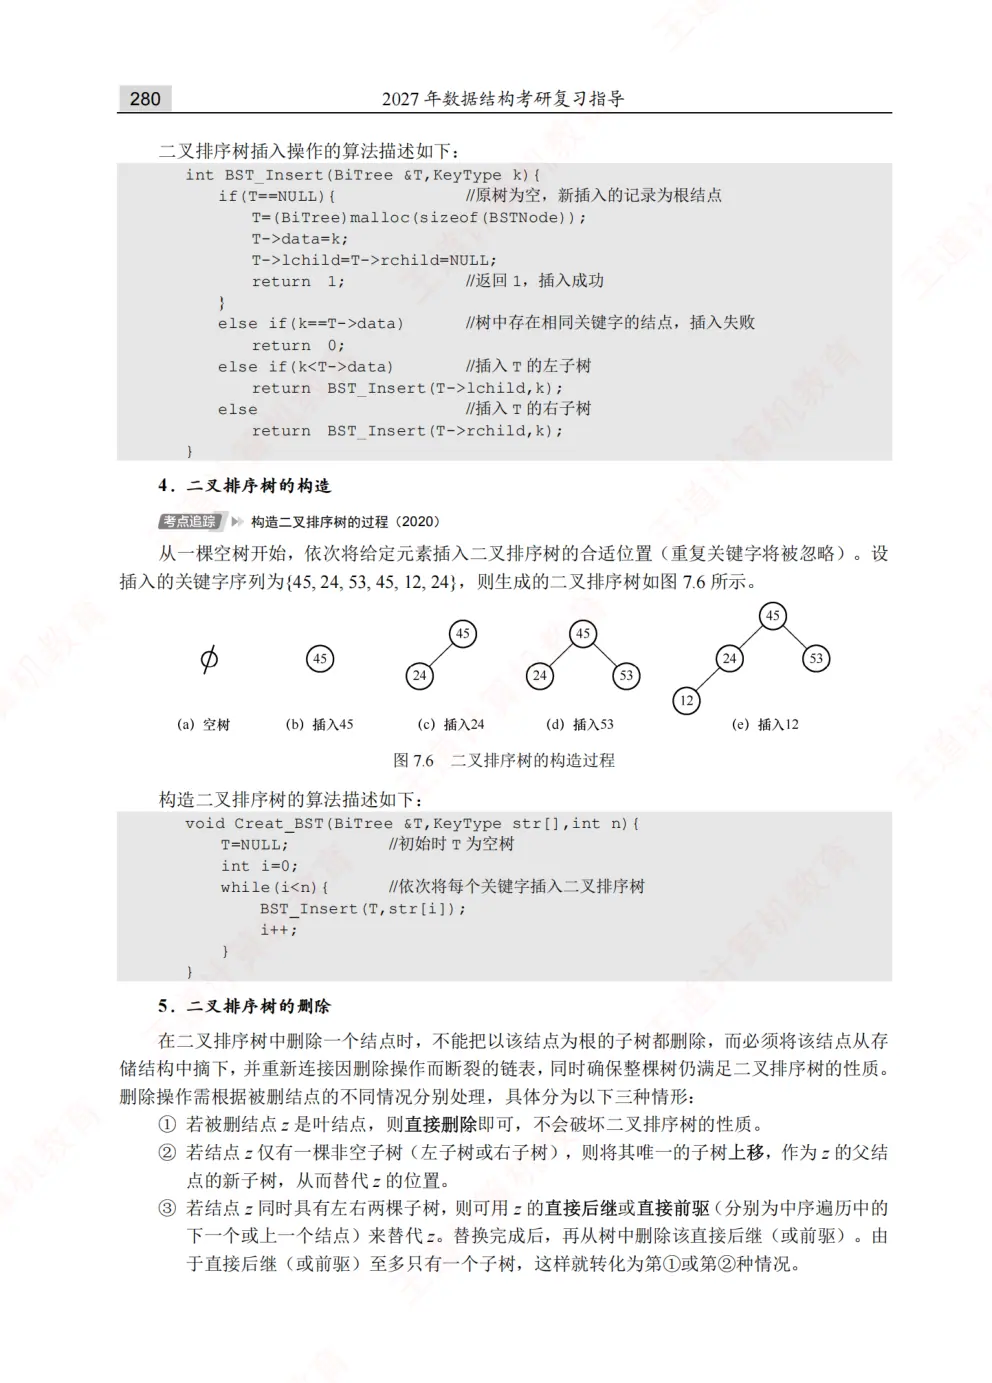 280
2027 年数据结构考研复习指导
二叉排序树插入操作的算法描述如下：
int BST_Insert(BiTree &T,KeyType k){
if(T==NULL){ //原树为空，新插入的记录为根结点
T=(BiTree)malloc(sizeof(BSTNode));
T->data=k;
T->lchild=T->rchild=NULL;
return 1; //返回 1，插入成功
}
else if(k==T->data) //树中存在相同关键字的结点，插入失败
return 0;
else if(k<T->data) //插入 T 的左子树
return BST_Insert(T->lchild,k);
else //插入 T 的右子树
return BST_Insert(T->rchild,k);
}
4．二叉排序树的构造
考点追踪 构造二叉排序树的过程（2020）
从一棵空树开始，依次将给定元素插入二叉排序树的合适位置（重复关键字将被忽略）。设
插入的关键字序列为{45, 24, 53, 45, 12, 24}，则生成的二叉排序树如图 7.6 所示。
45
45 45
24 53
45
24 24 53
12
(a) 空树 (b) 插入45 (c) 插入24 (d) 插入53 (e) 插入12
图 7.6 二叉排序树的构造过程
构造二叉排序树的算法描述如下：
void Creat_BST(BiTree &T,KeyType str[],int n){
T=NULL; //初始时 T 为空树
int i=0;
while(i<n){ //依次将每个关键字插入二叉排序树
BST_Insert(T,str[i]);
i++;
}
}
5．二叉排序树的删除
在二叉排序树中删除一个结点时，不能把以该结点为根的子树都删除，而必须将该结点从存
储结构中摘下，并重新连接因删除操作而断裂的链表，同时确保整棵树仍满足二叉排序树的性质。
删除操作需根据被删结点的不同情况分别处理，具体分为以下三种情形：
① 若被删结点 z 是叶结点，则直接删除即可，不会破坏二叉排序树的性质。
② 若结点 z 仅有一棵非空子树（左子树或右子树），则将其唯一的子树上移，作为 z 的父结
点的新子树，从而替代 z 的位置。
③ 若结点 z 同时具有左右两棵子树，则可用 z 的直接后继或直接前驱（分别为中序遍历中的
下一个或上一个结点）来替代 z。替换完成后，再从树中删除该直接后继（或前驱）。由
于直接后继（或前驱）至多只有一个子树，这样就转化为第①或第②种情况。
王道计算机教育